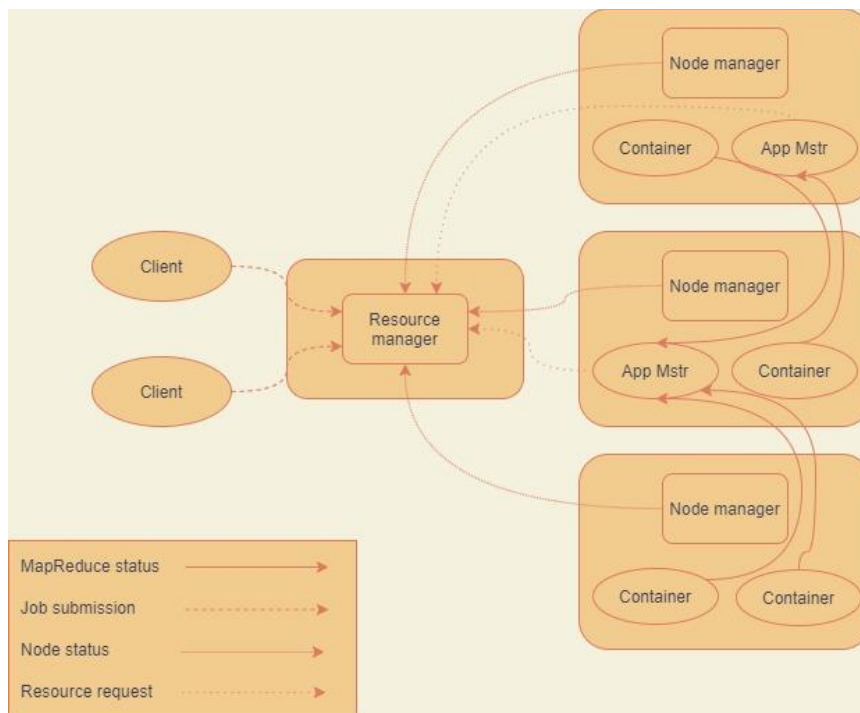 Node manager
Container
App Mstr
Client
Client
Resource
manager
Node manager
App Mstr
Container
Node manager
Container
Container
MapReduce status
Job submission
Node status
Resource request